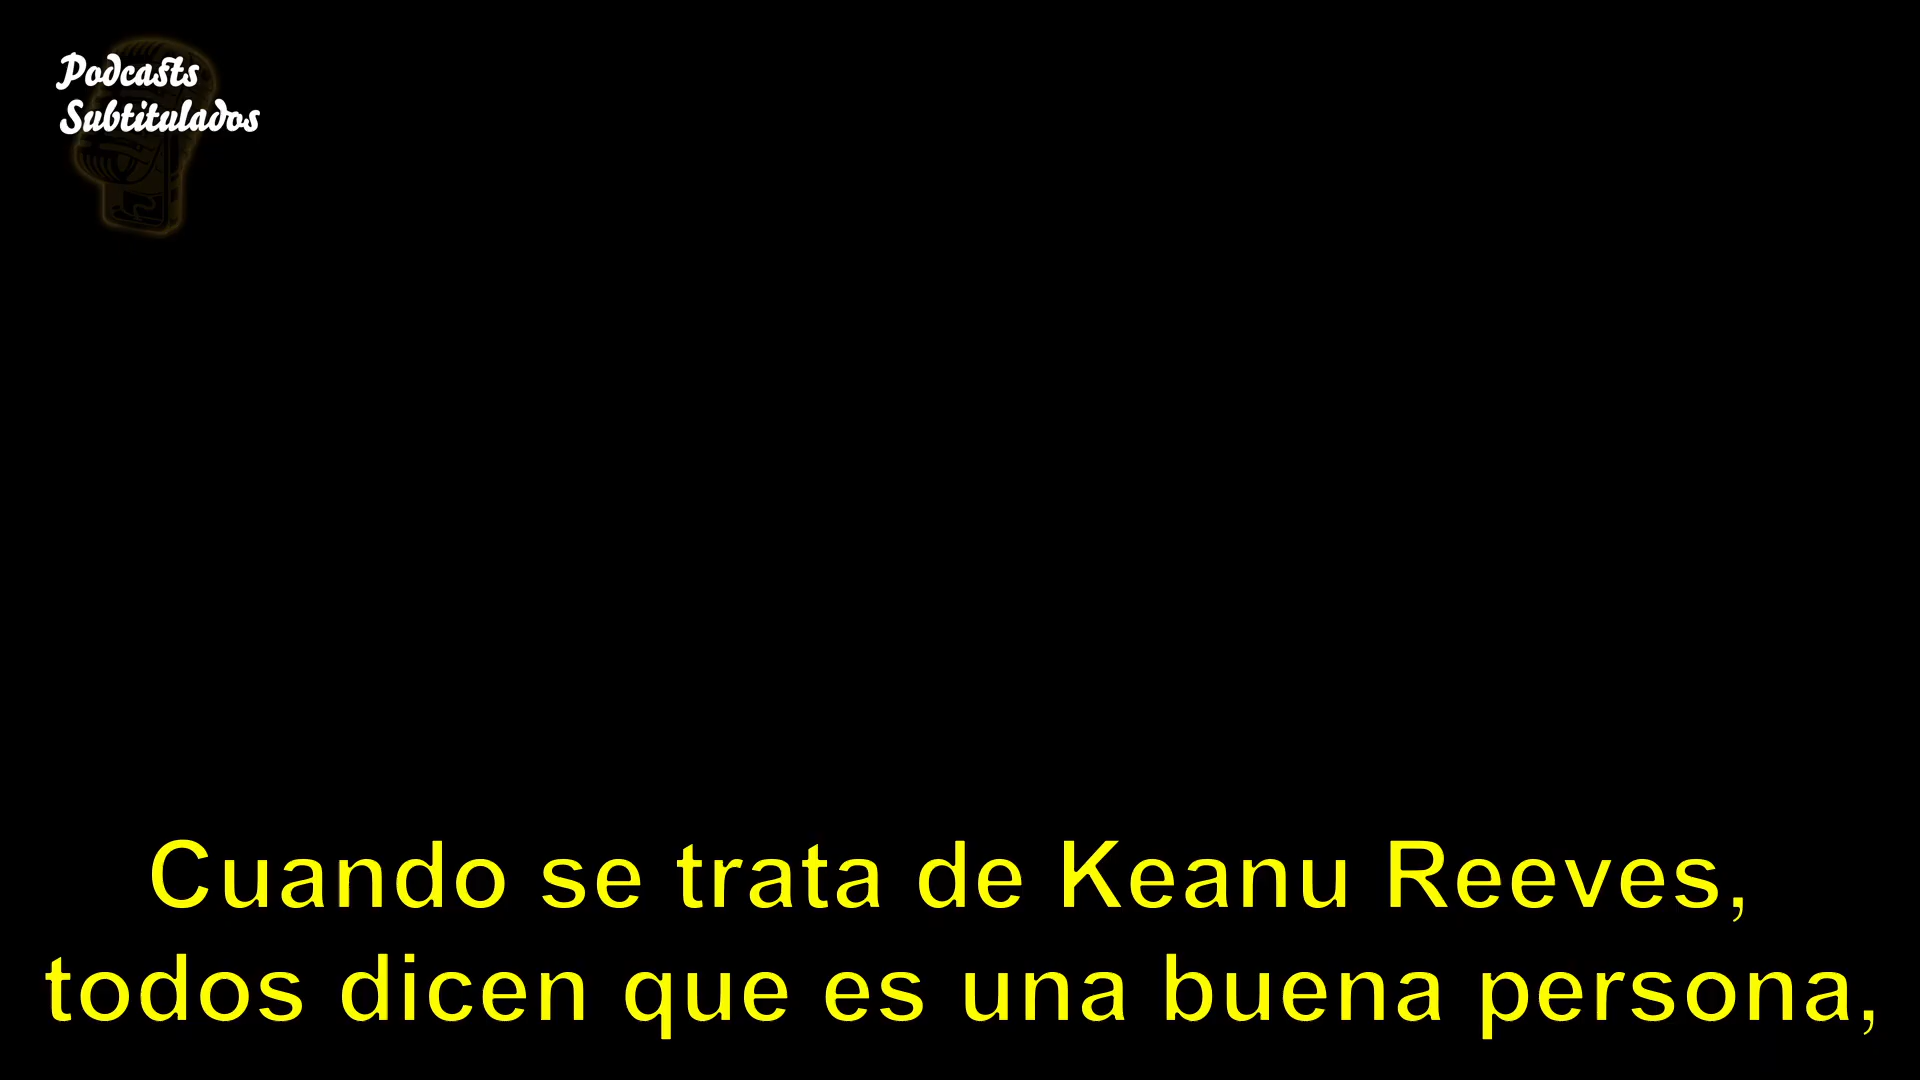 Podcasts
Subtitulados
Cuando se trata de Keanu Reeves,
todos dicen que es una buena persona,